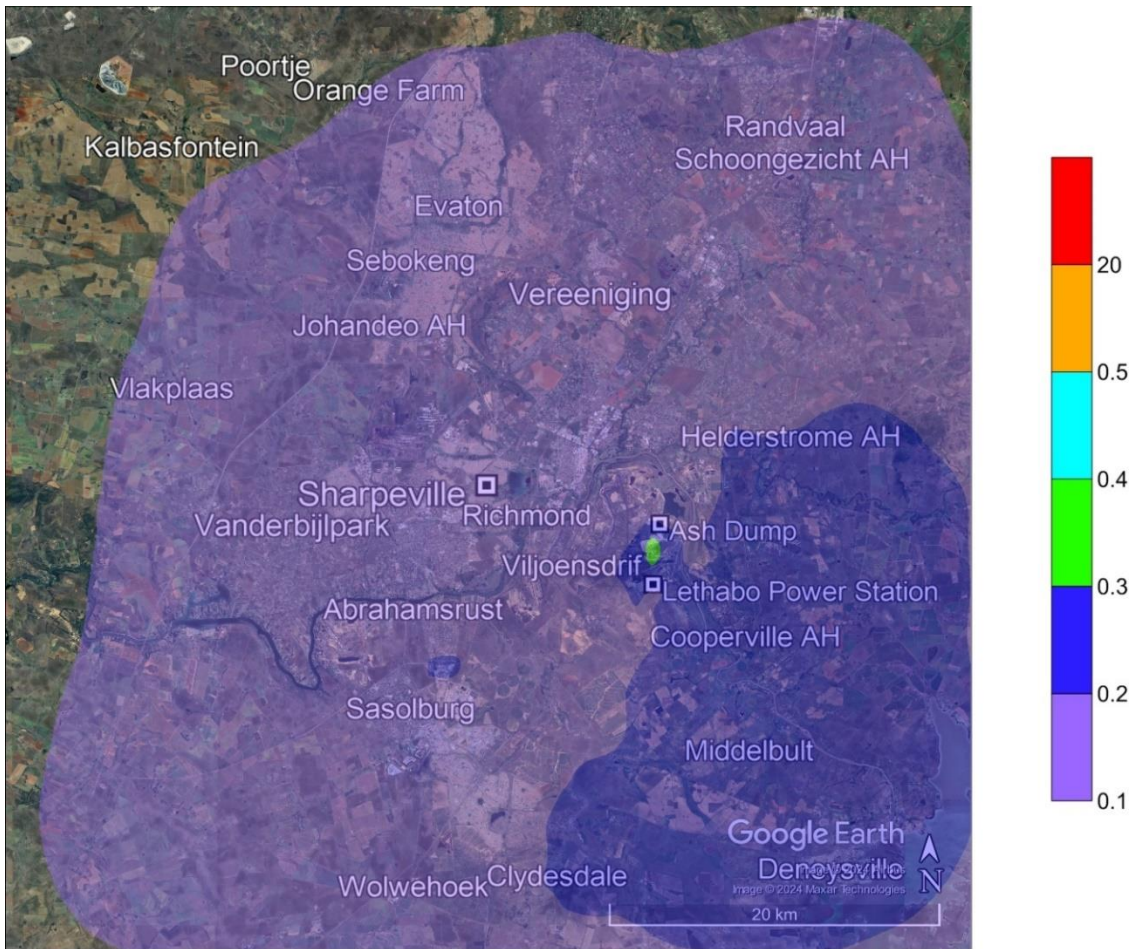 Poortje
Orange Farm
Kalbasfontein
Randvaal
Schoongezicht AH
Evaton
Sebokeng
Vereeniging
Johandeo AH
Vlakplaas
Helderstrome AH
Sharpeville
Richmond
Vanderbijlpark
Ash Dump
Viljoensdrif
Lethabo Power Station
Abrahamsrust
Cooperville AH
Sasolburg
Middelbult
Google Earth
Deneysville
Image © 2024 Maxar Technologies
Wolwehoek
Clydesdale
N
20 km
20
0.5
0.4
0.3
0.2
0.1